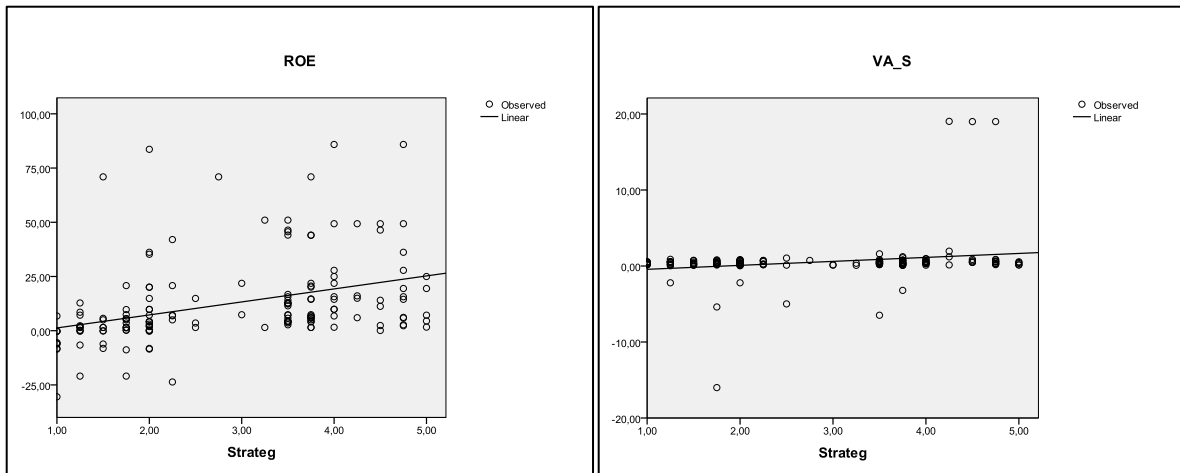 ROE
Observed
Linear
100,00
75,00
50,00
25,00
0,00
-25,00
1,00 2,00 3,00 4,00 5,00
Strateg
VA_S
Observed
Linear
20,00
10,00
0,00
-10,00
-20,00
1,00 2,00 3,00 4,00 5,00
Strateg